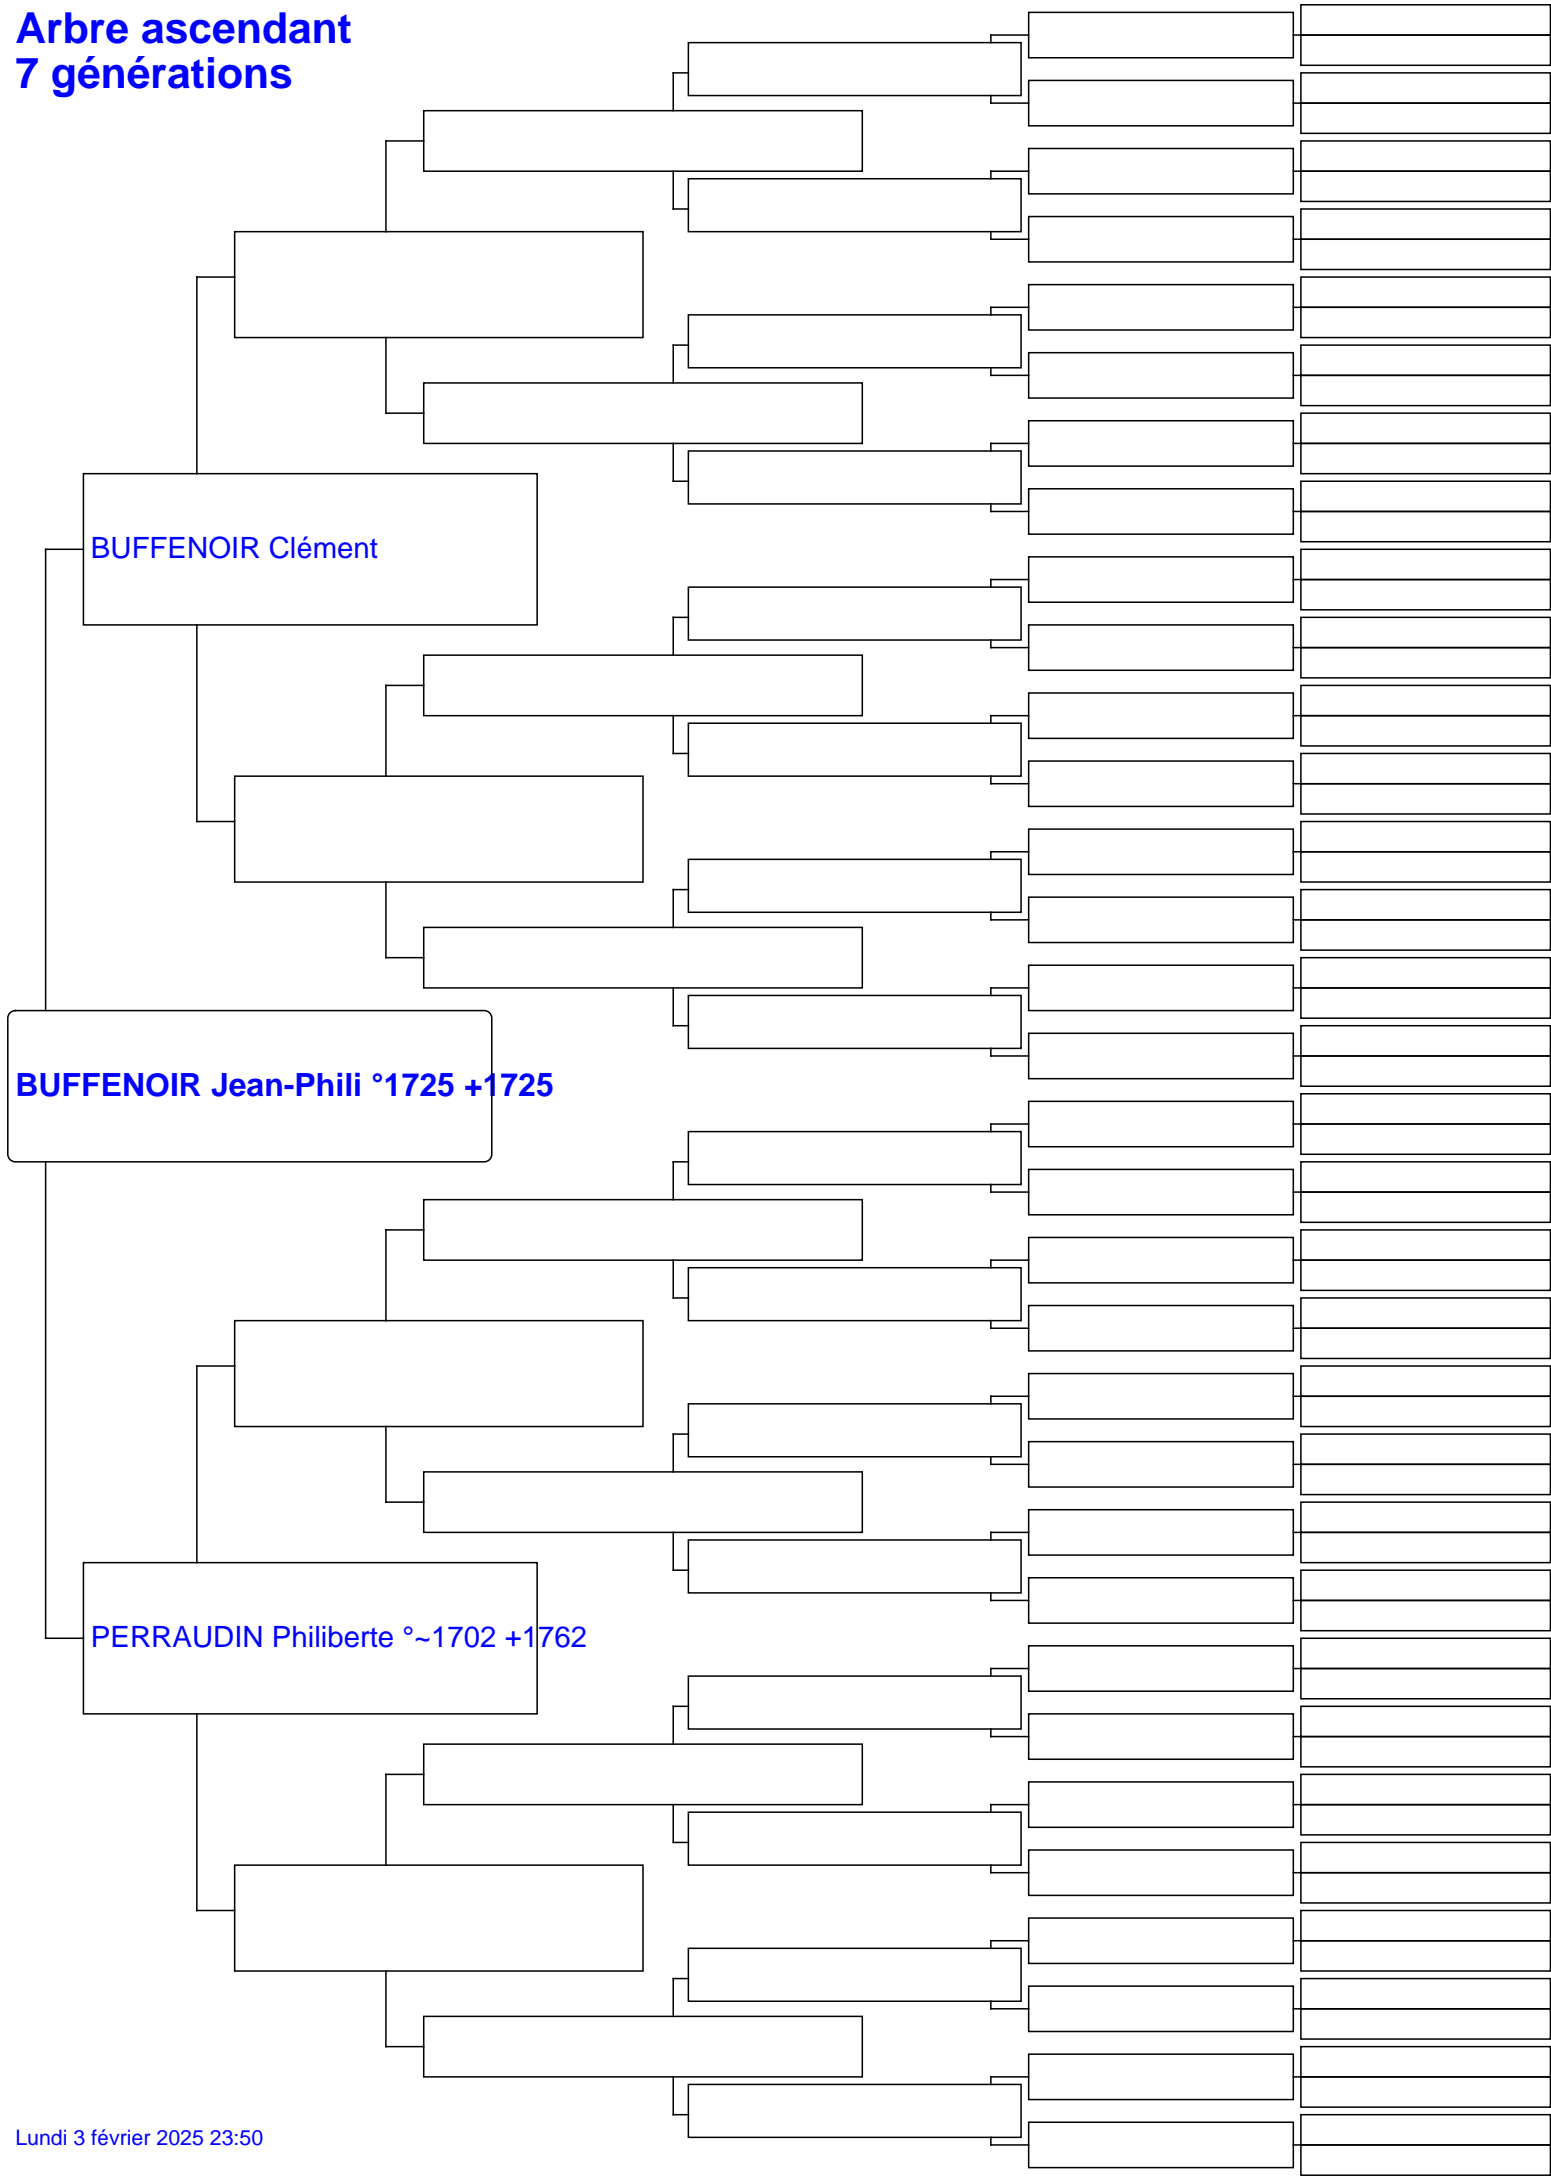 Arbre ascendant
7 générations
BUFFENOIR Clément
BUFFENOIR Jean-Phili °1725 +1725
PERRAUDIN Philiberte °~1702 +1762
Lundi 3 février 2025 23:50